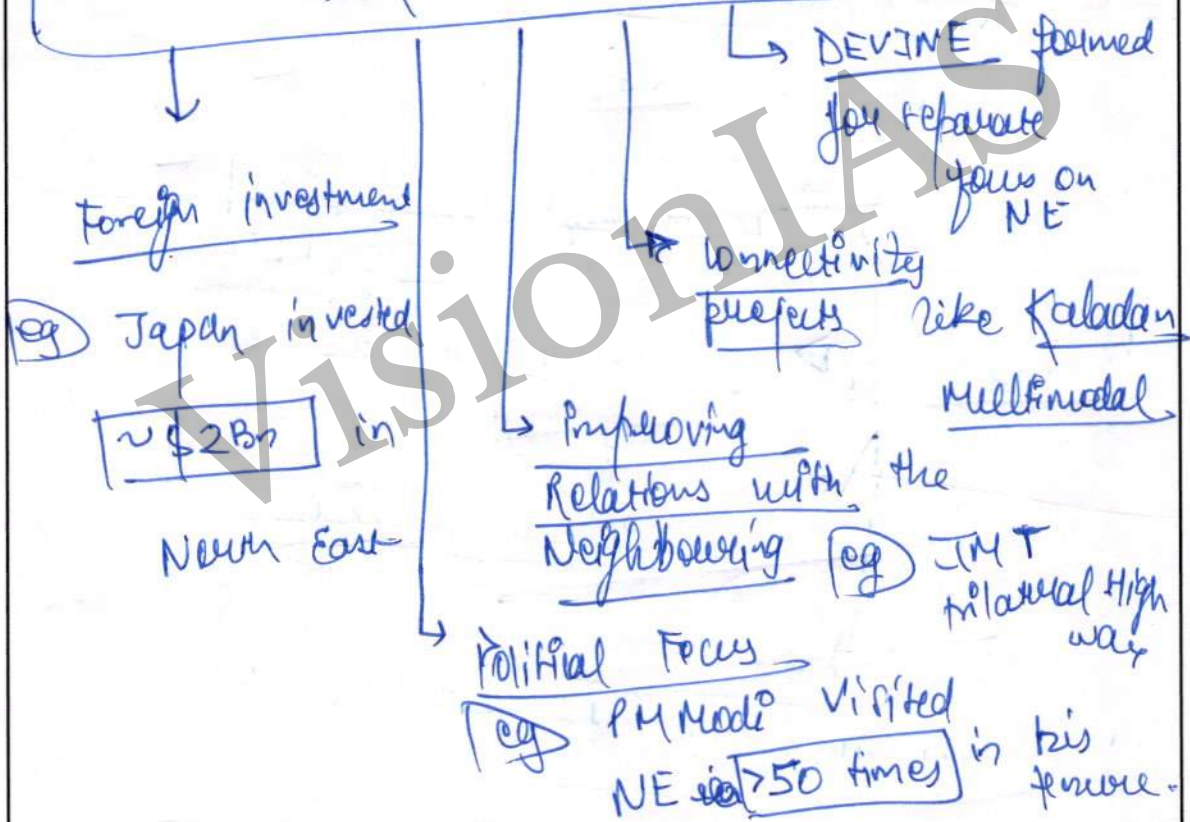 Foreign investment
eg Japan invested
~ $2Bn in
North East
Political Focus
eg PM Modi visited
NE >50 times in his
tenure.
Improving
Relations with the
Neighbouring eg IMT
trilateral High
way
Connectivity
projects like Kaladan
Multimodal
DEVINE formed
for separate
focus on
NE
VisionIAS